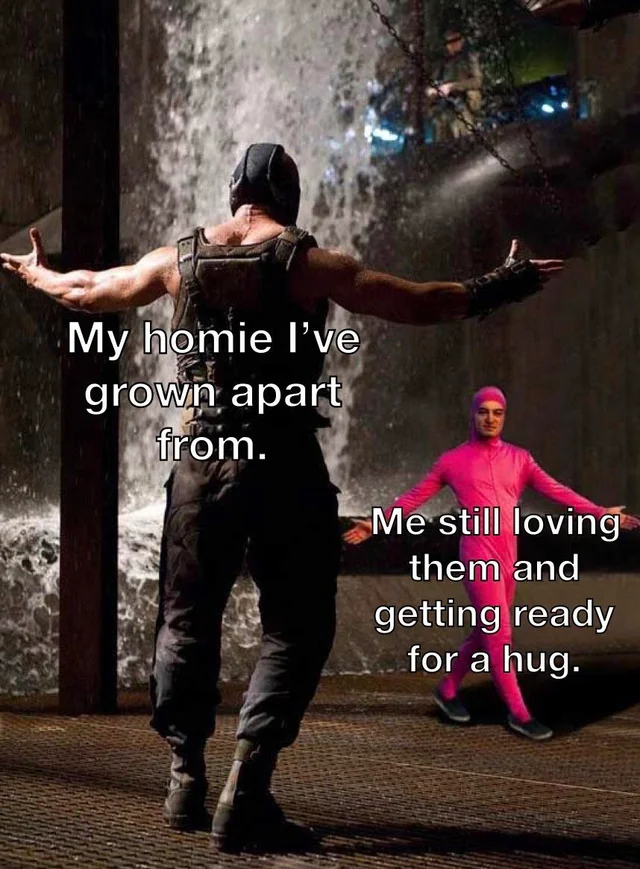 My homie I’ve
grown apart
from.
Me still loving
them and
getting ready
for a hug.